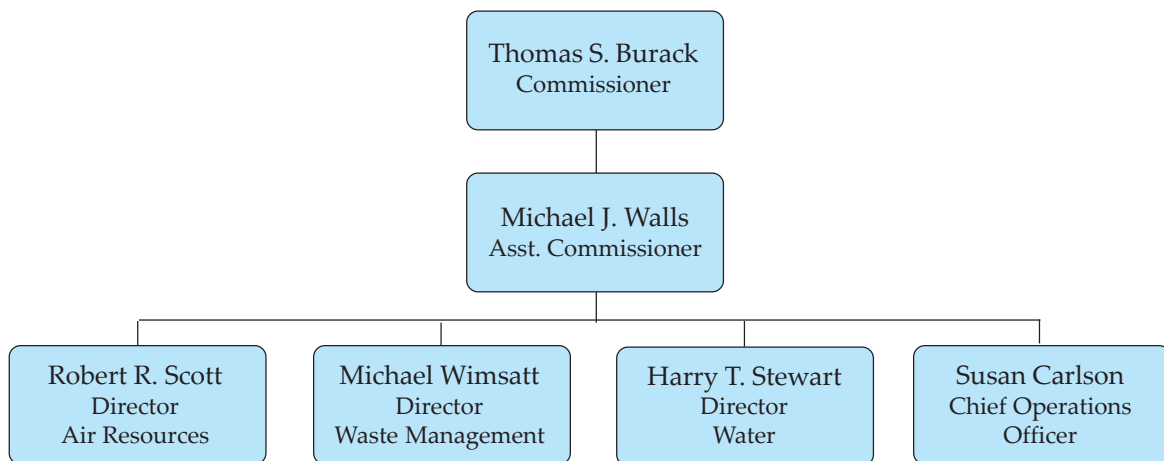 Thomas S. Burack
Commissioner
Michael J. Walls
Asst. Commissioner
Robert R. Scott
Director
Air Resources
Michael Wimsatt
Director
Waste Management
Harry T. Stewart
Director
Water
Susan Carlson
Chief Operations
Officer